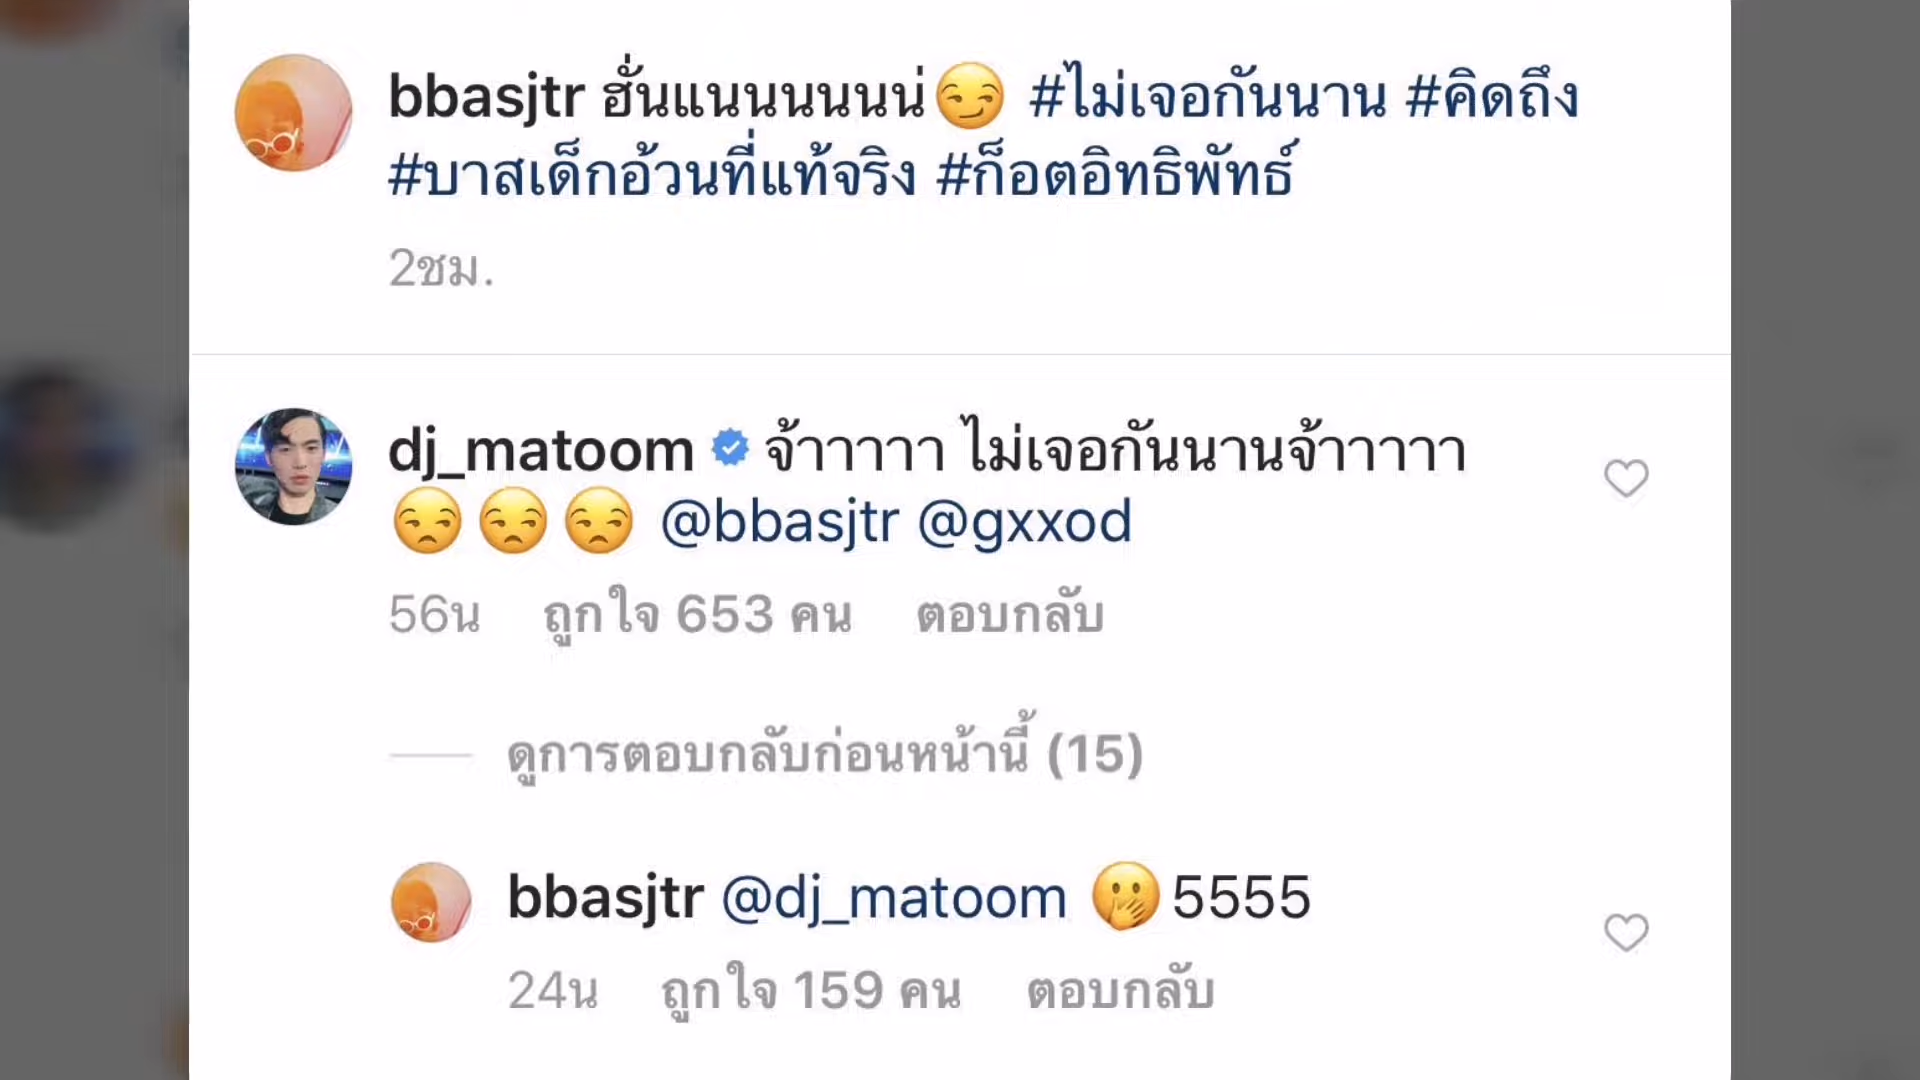 bbasjtr ฮั่นแนนนนนน่😏 #ไม่เจอกันนาน #คิดถึง
#บาสเด็กอ้วนที่แท้จริง #ก็อตอิทธิพัทธ์
2ชม.
dj_matoom จ้าาาาา ไม่เจอกันนานจ้าาาาา
😒😒😒 @bbasjtr @gxxod
56น ถูกใจ 653 คน ตอบกลับ
ดูการตอบกลับก่อนหน้านี้ (15)
bbasjtr @dj_matoom 🤭5555
24น ถูกใจ 159 คน ตอบกลับ